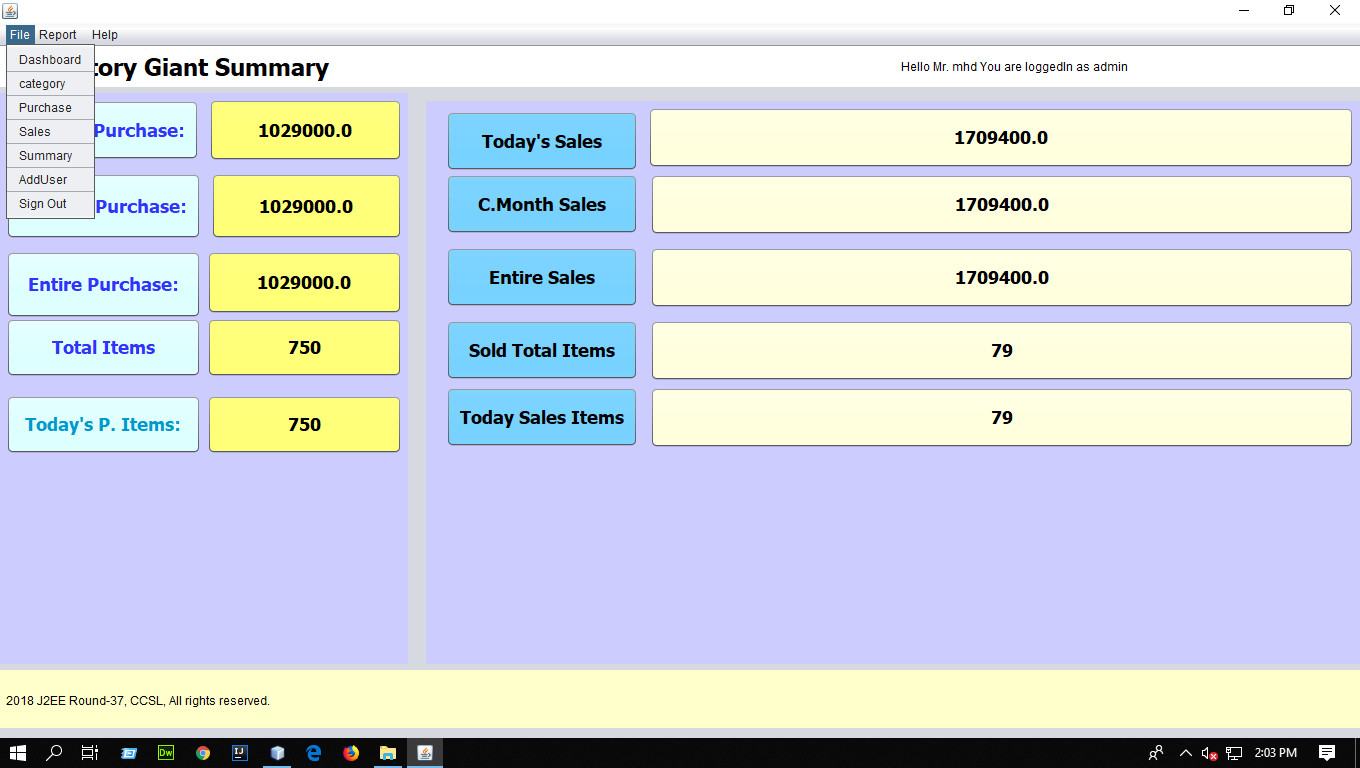 File Report Help
Dashboard
category
Purchase
Sales
Summary
AddUser
Sign Out
tory Giant Summary
Hello Mr. mhd You are loggedIn as admin
Purchase: 1029000.0
Purchase: 1029000.0
Entire Purchase: 1029000.0
Total Items 750
Today's P. Items: 750
Today's Sales 1709400.0
C.Month Sales 1709400.0
Entire Sales 1709400.0
Sold Total Items 79
Today Sales Items 79
2018 J2EE Round-37, CCSL, All rights reserved.
Dw
IJ
2:03 PM